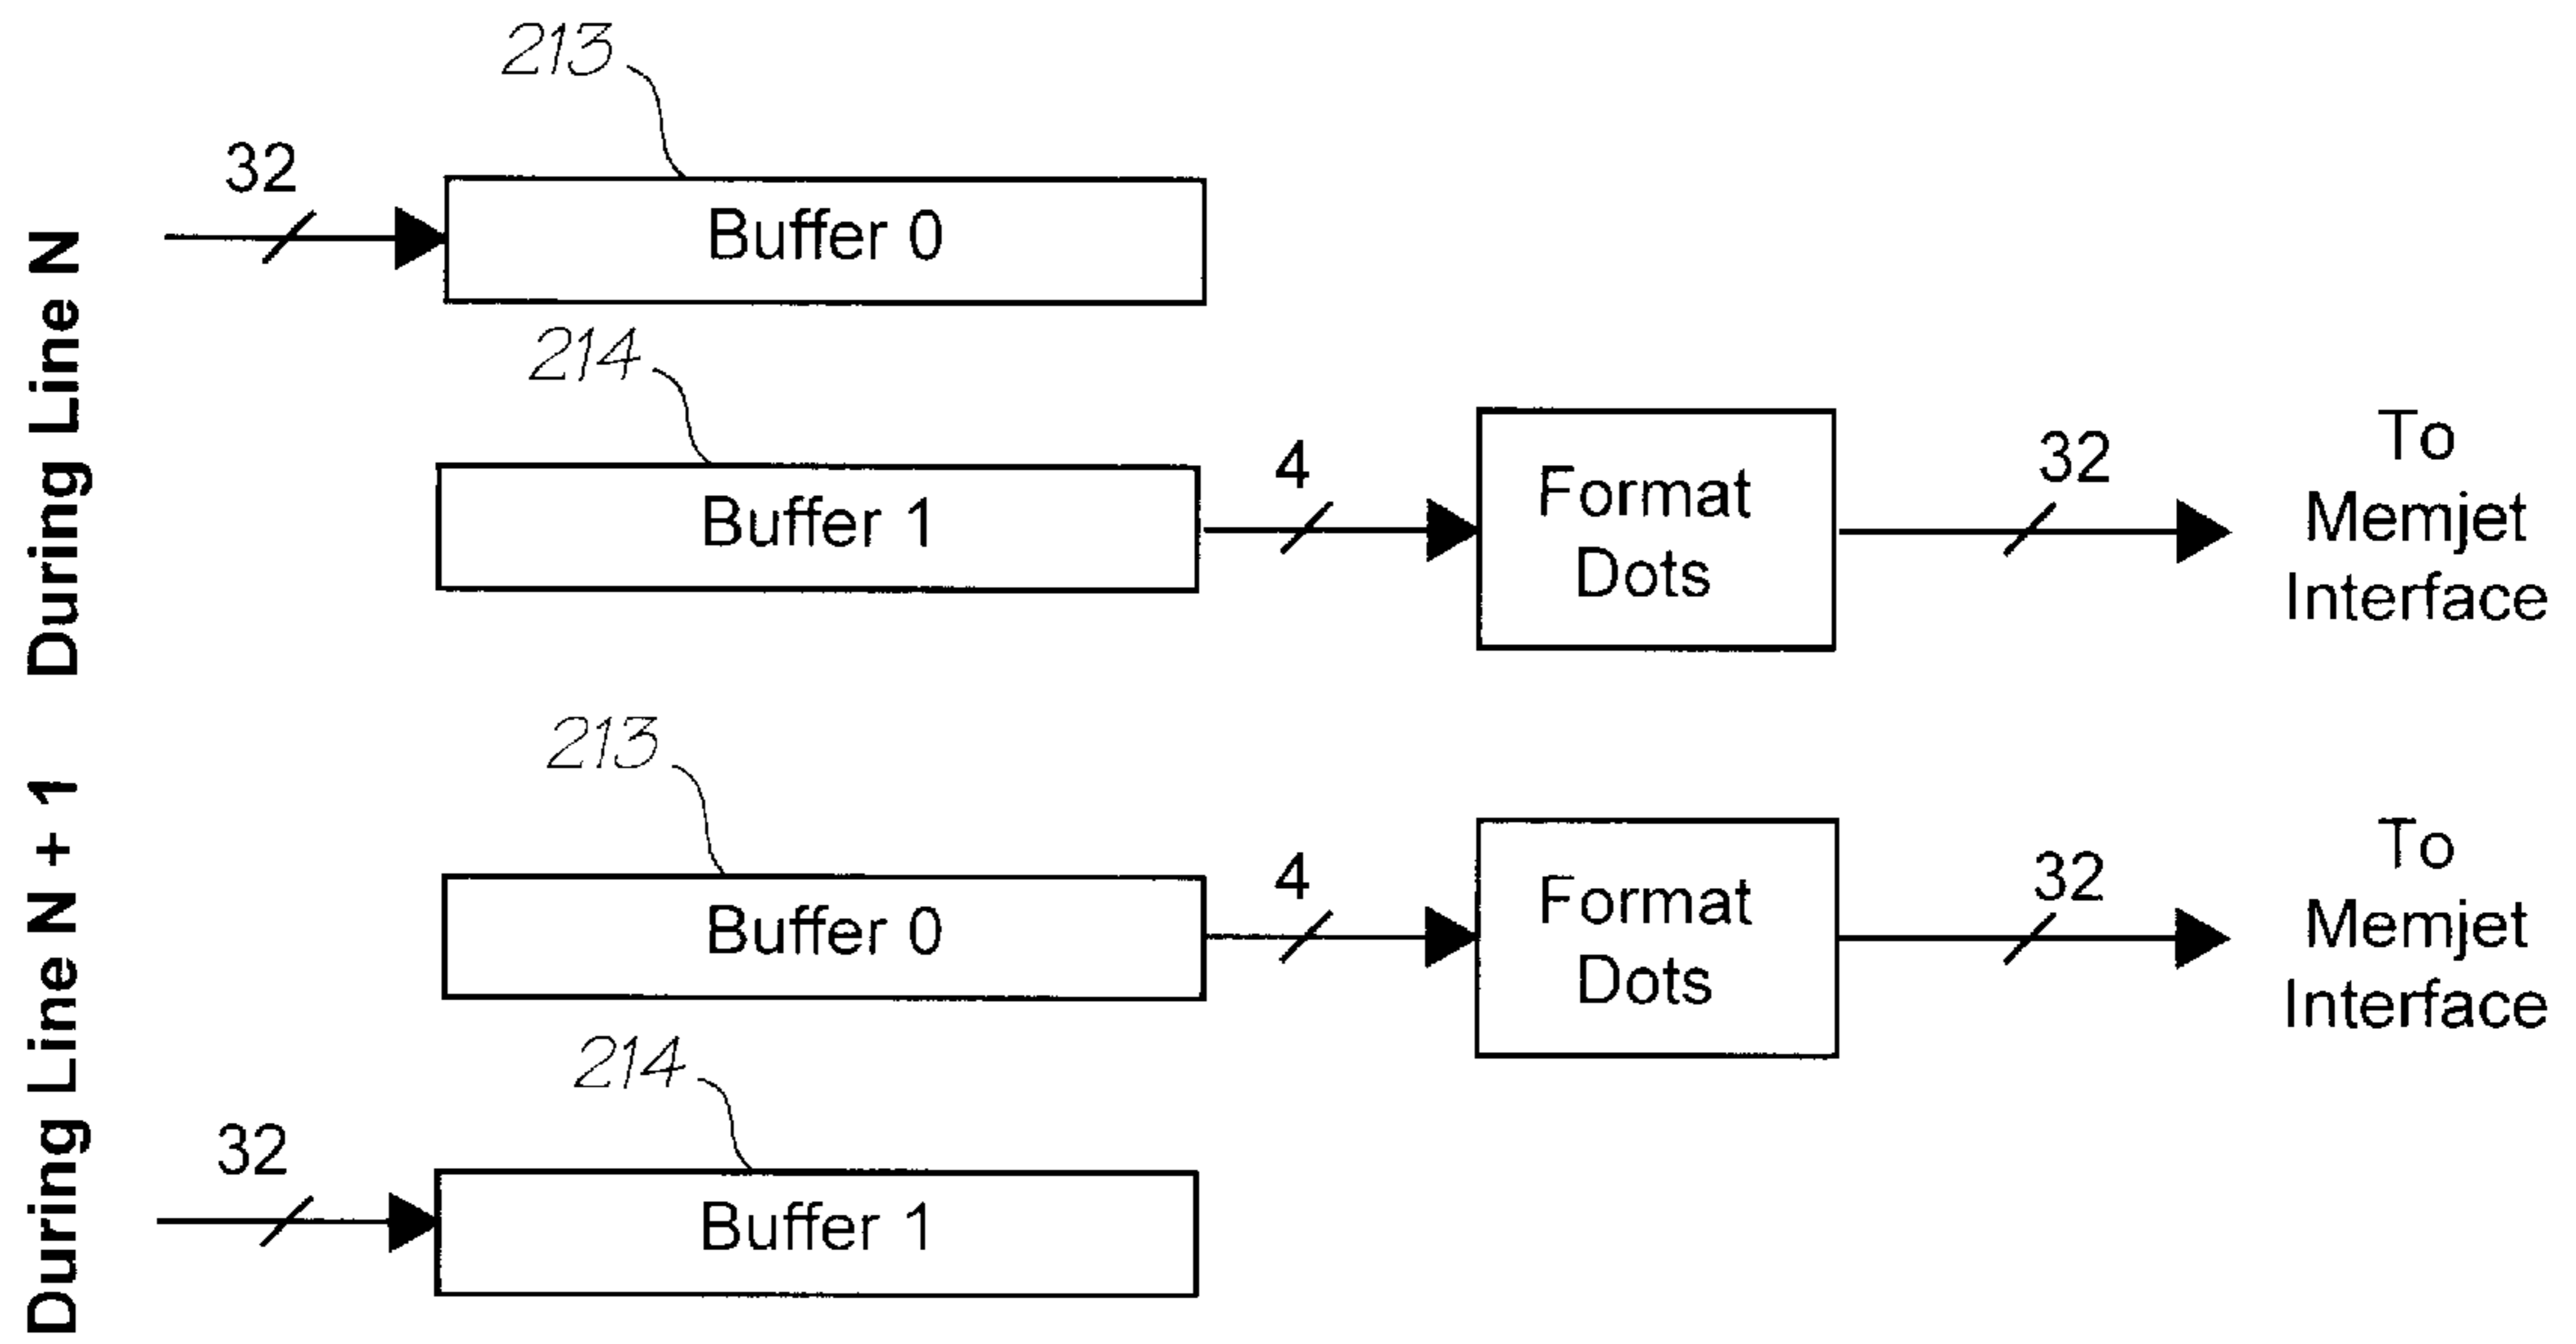 During Line N
213
32
Buffer 0
214
Buffer 1
4
Format
Dots
32
To
Memjet
Interface
During Line N + 1
213
Buffer 0
4
Format
Dots
32
To
Memjet
Interface
214
32
Buffer 1